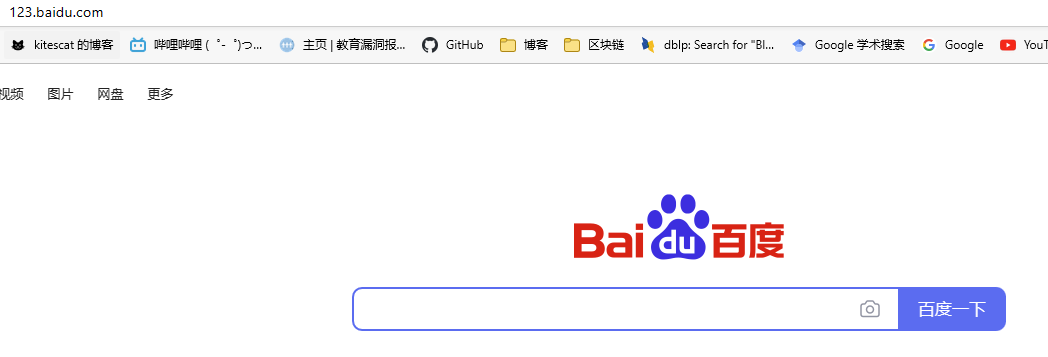 123.baidu.com
kitescat 的博客 哔哩哔哩 (゜-゜)つ... 主页 | 教育漏洞报... GitHub 博客 区块链 dblp: Search for "Bl... Google 学术搜索 Google YouT
视频 图片 网盘 更多
Bai du 百度
百度一下